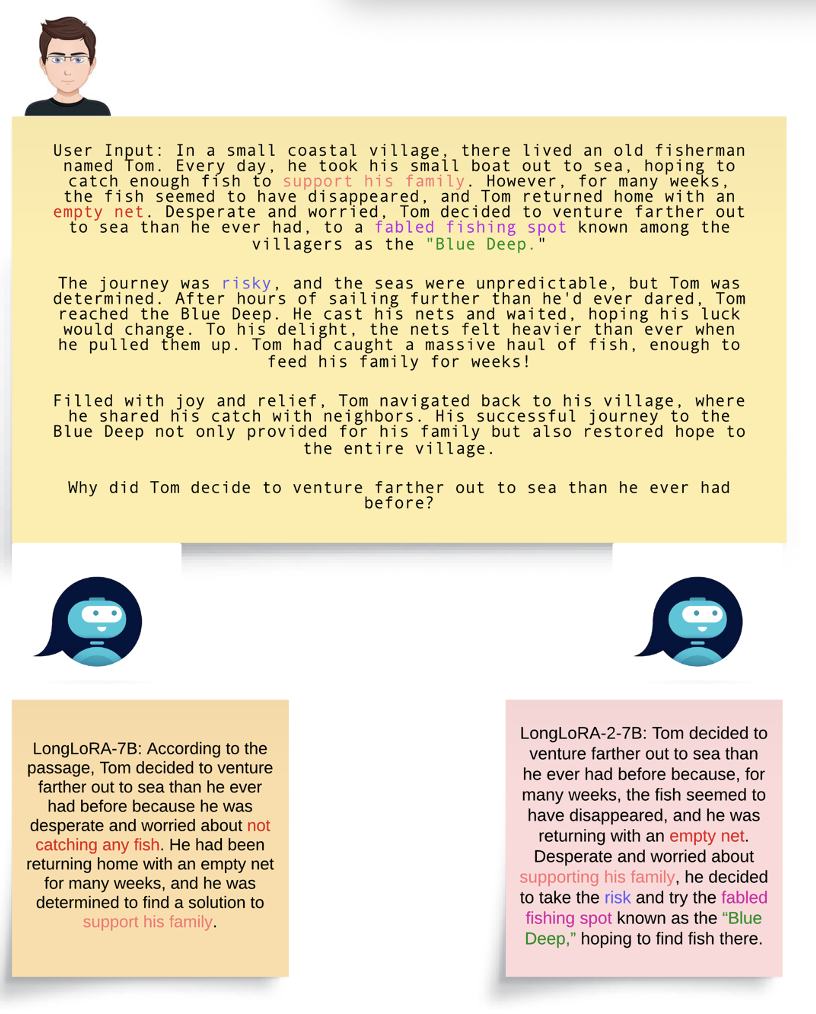 User Input: In a small coastal village, there lived an old fisherman
named Tom. Every day, he took his small boat out to sea, hoping to
catch enough fish to support his family. However, for many weeks,
the fish seemed to have disappeared, and Tom returned home with an
empty net. Desperate and worried, Tom decided to venture farther out
to sea than he ever had, to a fabled fishing spot known among the
villagers as the "Blue Deep."
The journey was risky, and the seas were unpredictable, but Tom was
determined. After hours of sailing further than he'd ever dared, Tom
reached the Blue Deep. He cast his nets and waited, hoping his luck
would change. To his delight, the nets felt heavier than ever when
he pulled them up. Tom had caught a massive haul of fish, enough to
feed his family for weeks!
Filled with joy and relief, Tom navigated back to his village, where
he shared his catch with neighbors. His successful journey to the
Blue Deep not only provided for his family but also restored hope to
the entire village.
Why did Tom decide to venture farther out to sea than he ever had
before?
LongLoRA-7B: According to the
passage, Tom decided to venture
farther out to sea than he ever
had before because he was
desperate and worried about not
catching any fish. He had been
returning home with an empty net
for many weeks, and he was
determined to find a solution to
support his family.
LongLoRA-2-7B: Tom decided to
venture farther out to sea than
he ever had before because, for
many weeks, the fish seemed to
have disappeared, and he was
returning with an empty net.
Desperate and worried about
supporting his family, he decided
to take the risk and try the fabled
fishing spot known as the “Blue
Deep,” hoping to find fish there.